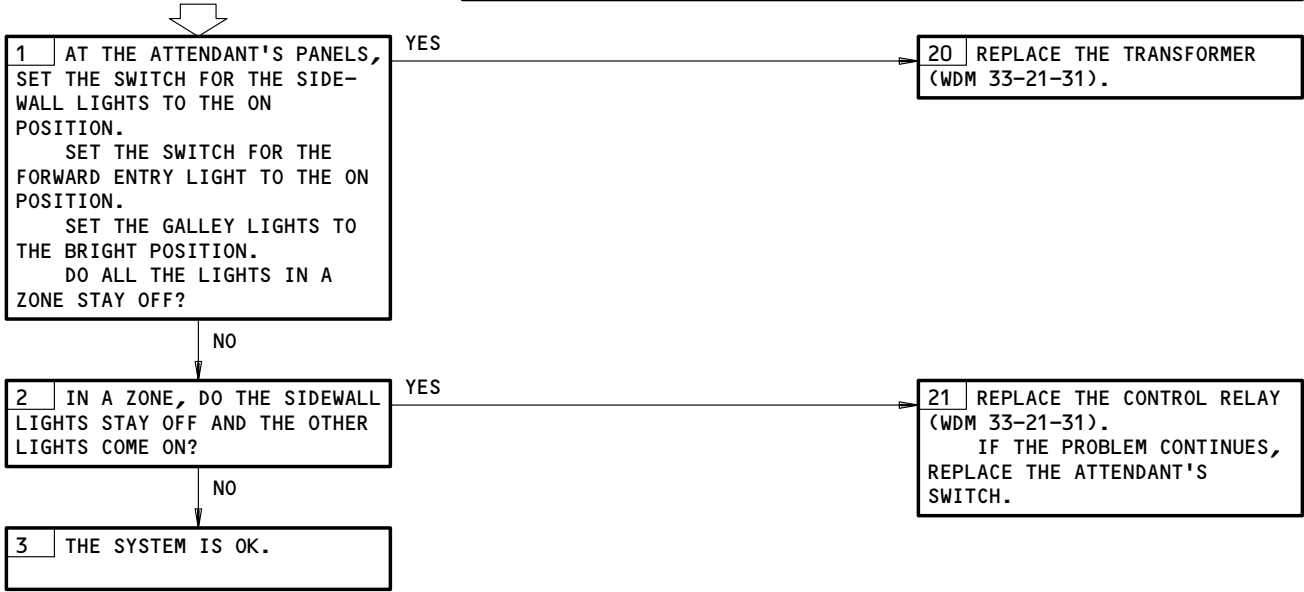 1 AT THE ATTENDANT'S PANELS,
SET THE SWITCH FOR THE SIDE-
WALL LIGHTS TO THE ON
POSITION.
SET THE SWITCH FOR THE
FORWARD ENTRY LIGHT TO THE ON
POSITION.
SET THE GALLEY LIGHTS TO
THE BRIGHT POSITION.
DO ALL THE LIGHTS IN A
ZONE STAY OFF?
YES
20 REPLACE THE TRANSFORMER
(WDM 33-21-31).
NO
2 IN A ZONE, DO THE SIDEWALL
LIGHTS STAY OFF AND THE OTHER
LIGHTS COME ON?
YES
21 REPLACE THE CONTROL RELAY
(WDM 33-21-31).
IF THE PROBLEM CONTINUES,
REPLACE THE ATTENDANT'S
SWITCH.
NO
3 THE SYSTEM IS OK.